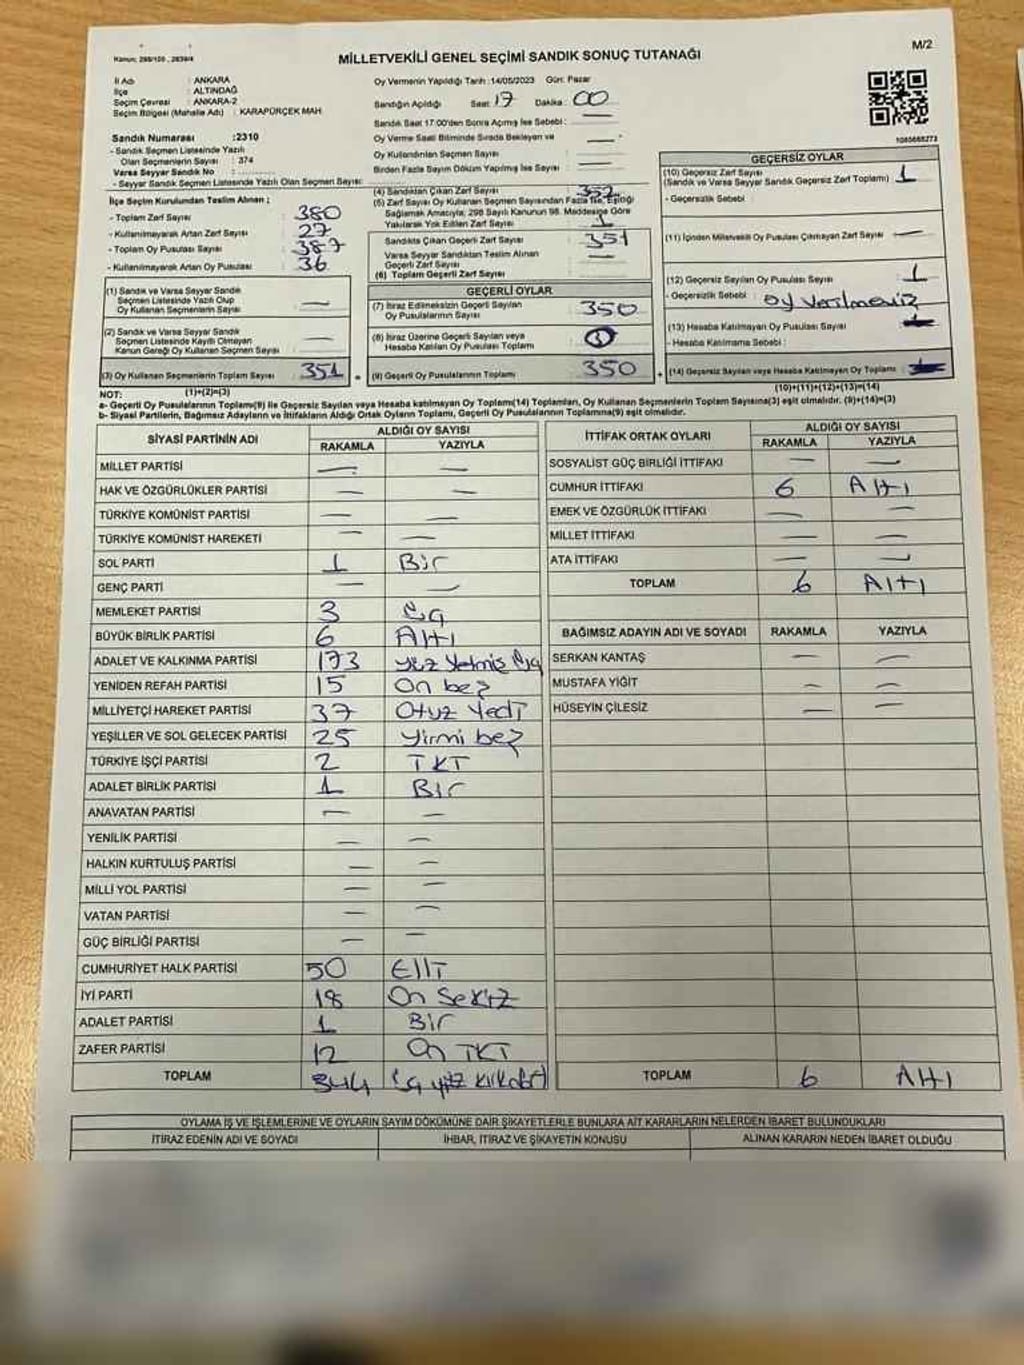 Kanun: 298/105 , 2839/4
MİLLETVEKİLİ GENEL SEÇİMİ SANDIK SONUÇ TUTANAĞI
M/2
İl Adı : ANKARA
İlçe : ALTINDAĞ
Seçim Çevresi : ANKARA-2
Seçim Bölgesi (Mahalle Adı) : KARAPÜRÇEK MAH.
Sandık Numarası :2310
- Sandık Seçmen Listesinde Yazılı
Olan Seçmenlerin Sayısı : 374
Varsa Seyyar Sandık No :
- Seyyar Sandık Seçmen Listesinde Yazılı Olan Seçmen Sayısı:
Oy Vermenin Yapıldığı Tarih :14/05/2023 Gün: Pazar
Sandığın Açıldığı Saat: 17 Dakika: 00
Sandık Saat 17:00'den Sonra Açılmış İse Sebebi : —
Oy Verme Saati Bitiminde Sırada Bekleyen ve —
Oy Kullandırılan Seçmen Sayısı —
Birden Fazla Sayım Döküm Yapılmış İse Sayısı : —
İlçe Seçim Kurulundan Teslim Alınan ;
- Toplam Zarf Sayısı : 380
- Kullanılmayarak Artan Zarf Sayısı : 27
- Toplam Oy Pusulası Sayısı : 387
- Kullanılmayarak Artan Oy Pusulası : 36
(4) Sandıktan Çıkan Zarf Sayısı : 352
(5) Zarf Sayısı Oy Kullanan Seçmen Sayısından Fazla İse, Eşitliği
Sağlamak Amacıyla; 298 Sayılı Kanunun 98. Maddesine Göre
Yakılarak Yok Edilen Zarf Sayısı : 1
Sandıkta Çıkan Geçerli Zarf Sayısı : 351
Varsa Seyyar Sandıktan Teslim Alınan
Geçerli Zarf Sayısı : —
(6) Toplam Geçerli Zarf Sayısı :
1080668273
GEÇERSİZ OYLAR
(10) Geçersiz Zarf Sayısı : 1
(Sandık ve Varsa Seyyar Sandık Geçersiz Zarf Toplamı)
- Geçersizlik Sebebi :
(11) İçinden Milletvekili Oy Pusulası Çıkmayan Zarf Sayısı : —
(12) Geçersiz Sayılan Oy Pusulası Sayısı : 1
- Geçersizlik Sebebi : oy verilmemiz
(13) Hesaba Katılmayan Oy Pusulası Sayısı :
- Hesaba Katılmama Sebebi :
(14) Geçersiz Sayılan veya Hesaba Katılmayan Oy Toplamı :
(10)+(11)+(12)+(13)=(14)
(1) Sandık ve Varsa Seyyar Sandık
Seçmen Listesinde Yazılı Olup
Oy Kullanan Seçmenlerin Sayısı : —
(2) Sandık ve Varsa Seyyar Sandık
Seçmen Listesinde Kayıtlı Olmayan
Kanun Gereği Oy Kullanan Seçmen Sayısı : —
(3) Oy Kullanan Seçmenlerin Toplam Sayısı : 351
(1)+(2)=(3)
GEÇERLİ OYLAR
(7) İtiraz Edilmeksizin Geçerli Sayılan
Oy Pusulalarının Sayısı : 350
(8) İtiraz Üzerine Geçerli Sayılan veya
Hesaba Katılan Oy Pusulası Toplamı :
(9) Geçerli Oy Pusulalarının Toplamı : 350
NOT:
a- Geçerli Oy Pusulalarının Toplamı(9) ile Geçersiz Sayılan veya Hesaba katılmayan Oy Toplamı(14) Toplamları, Oy Kullanan Seçmenlerin Toplam Sayısına(3) eşit olmalıdır. (9)+(14)=(3)
b- Siyasi Partilerin, Bağımsız Adayların ve İttifakların Aldığı Ortak Oyların Toplamı, Geçerli Oy Pusulalarının Toplamına(9) eşit olmalıdır.
SİYASİ PARTİNİN ADI ALDIĞI OY SAYISI
RAKAMLA YAZIYLA
MİLLET PARTİSİ — —
HAK VE ÖZGÜRLÜKLER PARTİSİ — —
TÜRKİYE KOMÜNİST PARTİSİ — —
TÜRKİYE KOMÜNİST HAREKETİ — —
SOL PARTİ 1 Bir
GENÇ PARTİ — —
MEMLEKET PARTİSİ 3 Üç
BÜYÜK BİRLİK PARTİSİ 6 Altı
ADALET VE KALKINMA PARTİSİ 173 Yüz Yetmiş Üç
YENİDEN REFAH PARTİSİ 15 On beş
MİLLİYETÇİ HAREKET PARTİSİ 37 Otuz Yedi
YEŞİLLER VE SOL GELECEK PARTİSİ 25 Yirmi beş
TÜRKİYE İŞÇİ PARTİSİ 2 İki
ADALET BİRLİK PARTİSİ 1 Bir
ANAVATAN PARTİSİ — —
YENİLİK PARTİSİ — —
HALKIN KURTULUŞ PARTİSİ — —
MİLLİ YOL PARTİSİ — —
VATAN PARTİSİ — —
GÜÇ BİRLİĞİ PARTİSİ — —
CUMHURİYET HALK PARTİSİ 50 Elli
İYİ PARTİ 18 On Sekiz
ADALET PARTİSİ 1 Bir
ZAFER PARTİSİ 12 On İki
TOPLAM 344 Üç yüz kırk dört
İTTİFAK ORTAK OYLARI ALDIĞI OY SAYISI
RAKAMLA YAZIYLA
SOSYALİST GÜÇ BİRLİĞİ İTTİFAKI — —
CUMHUR İTTİFAKI 6 Altı
EMEK VE ÖZGÜRLÜK İTTİFAKI — —
MİLLET İTTİFAKI — —
ATA İTTİFAKI — —
TOPLAM 6 Altı
BAĞIMSIZ ADAYIN ADI VE SOYADI RAKAMLA YAZIYLA
SERKAN KANTAŞ — —
MUSTAFA YİĞİT — —
HÜSEYİN ÇİLESİZ — —
TOPLAM 6 Altı
OYLAMA İŞ VE İŞLEMLERİNE VE OYLARIN SAYIM DÖKÜMÜNE DAİR ŞİKAYETLERLE BUNLARA AİT KARARLARIN NELERDEN İBARET BULUNDUKLARI
İTİRAZ EDENİN ADI VE SOYADI İHBAR, İTİRAZ VE ŞİKAYETİN KONUSU ALINAN KARARIN NEDEN İBARET OLDUĞU